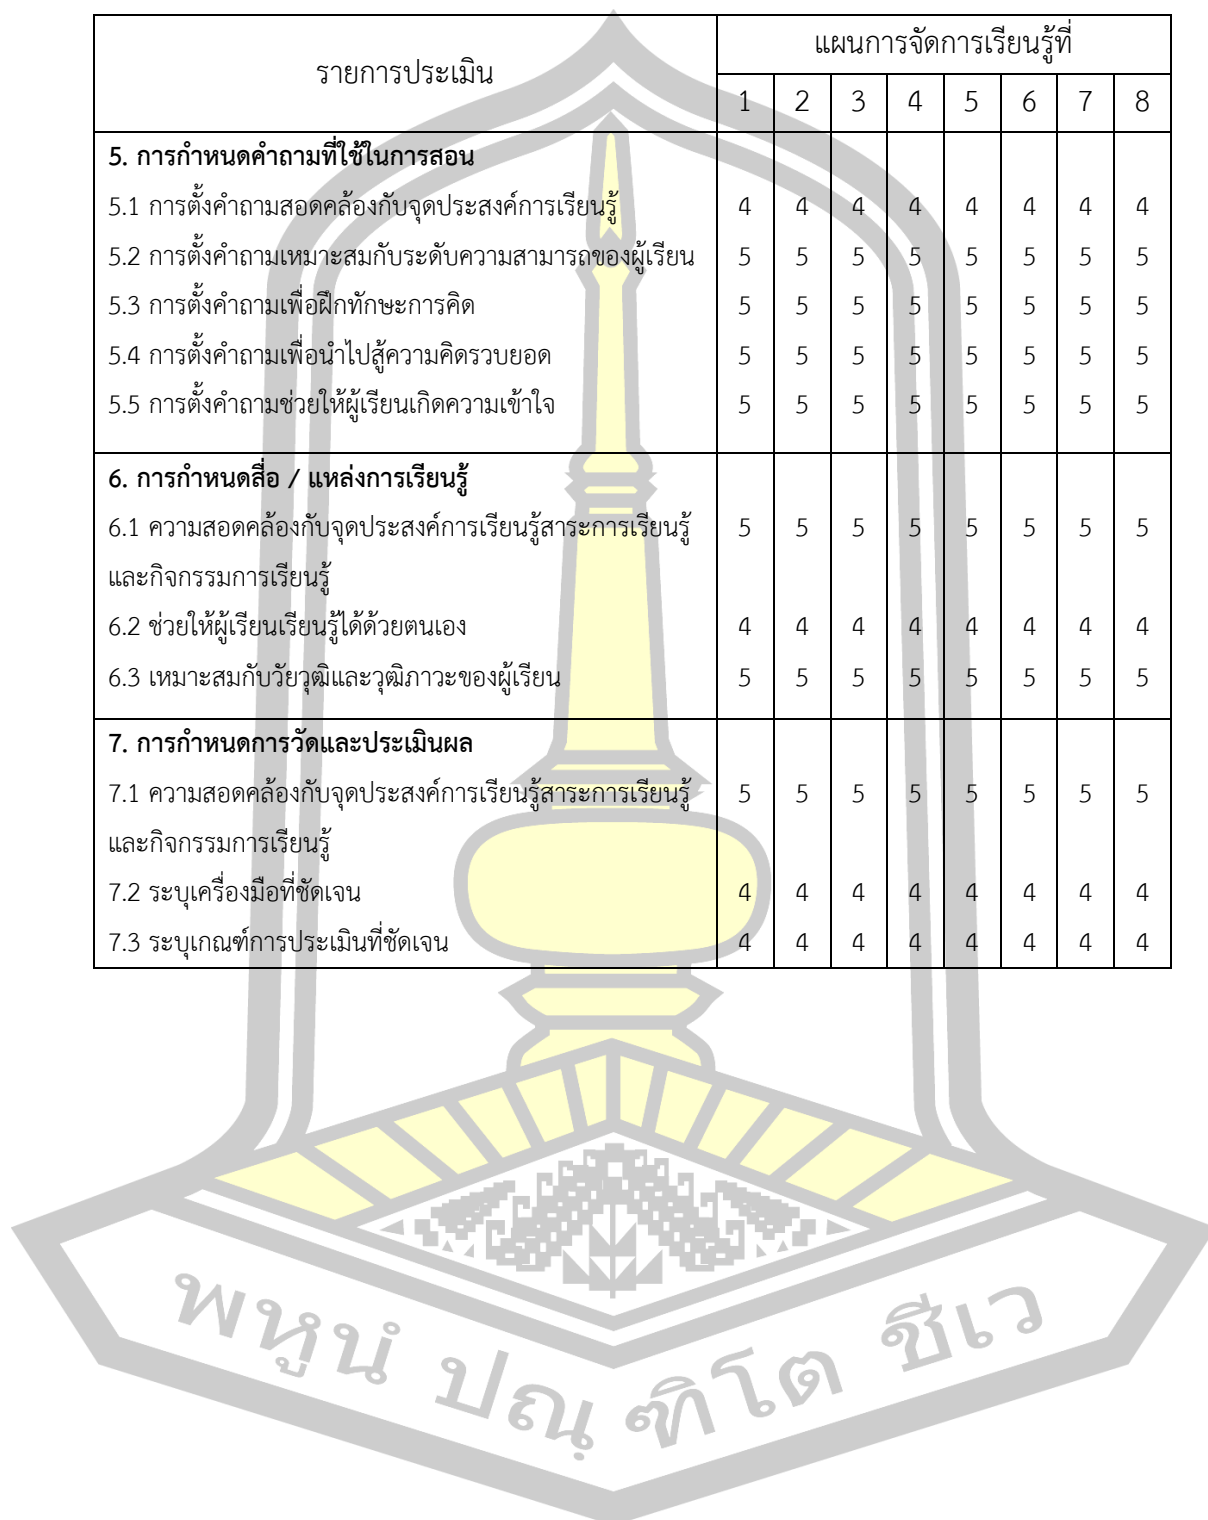 รายการประเมิน
แผนการจัดการเรียนรู้ที่
1 2 3 4 5 6 7 8
5. การกำหนดคำถามที่ใช้ในการสอน
5.1 การตั้งคำถามสอดคล้องกับจุดประสงค์การเรียนรู้ 4 4 4 4 4 4 4 4
5.2 การตั้งคำถามเหมาะสมกับระดับความสามารถของผู้เรียน 5 5 5 5 5 5 5 5
5.3 การตั้งคำถามเพื่อฝึกทักษะการคิด 5 5 5 5 5 5 5 5
5.4 การตั้งคำถามเพื่อนำไปสู้ความคิดรวบยอด 5 5 5 5 5 5 5 5
5.5 การตั้งคำถามช่วยให้ผู้เรียนเกิดความเข้าใจ 5 5 5 5 5 5 5 5
6. การกำหนดสื่อ / แหล่งการเรียนรู้
6.1 ความสอดคล้องกับจุดประสงค์การเรียนรู้สาระการเรียนรู้ 5 5 5 5 5 5 5 5
และกิจกรรมการเรียนรู้
6.2 ช่วยให้ผู้เรียนเรียนรู้ได้ด้วยตนเอง 4 4 4 4 4 4 4 4
6.3 เหมาะสมกับวัยวุฒิและวุฒิภาวะของผู้เรียน 5 5 5 5 5 5 5 5
7. การกำหนดการวัดและประเมินผล
7.1 ความสอดคล้องกับจุดประสงค์การเรียนรู้สาระการเรียนรู้ 5 5 5 5 5 5 5 5
และกิจกรรมการเรียนรู้
7.2 ระบุเครื่องมือที่ชัดเจน 4 4 4 4 4 4 4 4
7.3 ระบุเกณฑ์การประเมินที่ชัดเจน 4 4 4 4 4 4 4 4
พหูนํ ปณฺ ฑิโต ชีเว